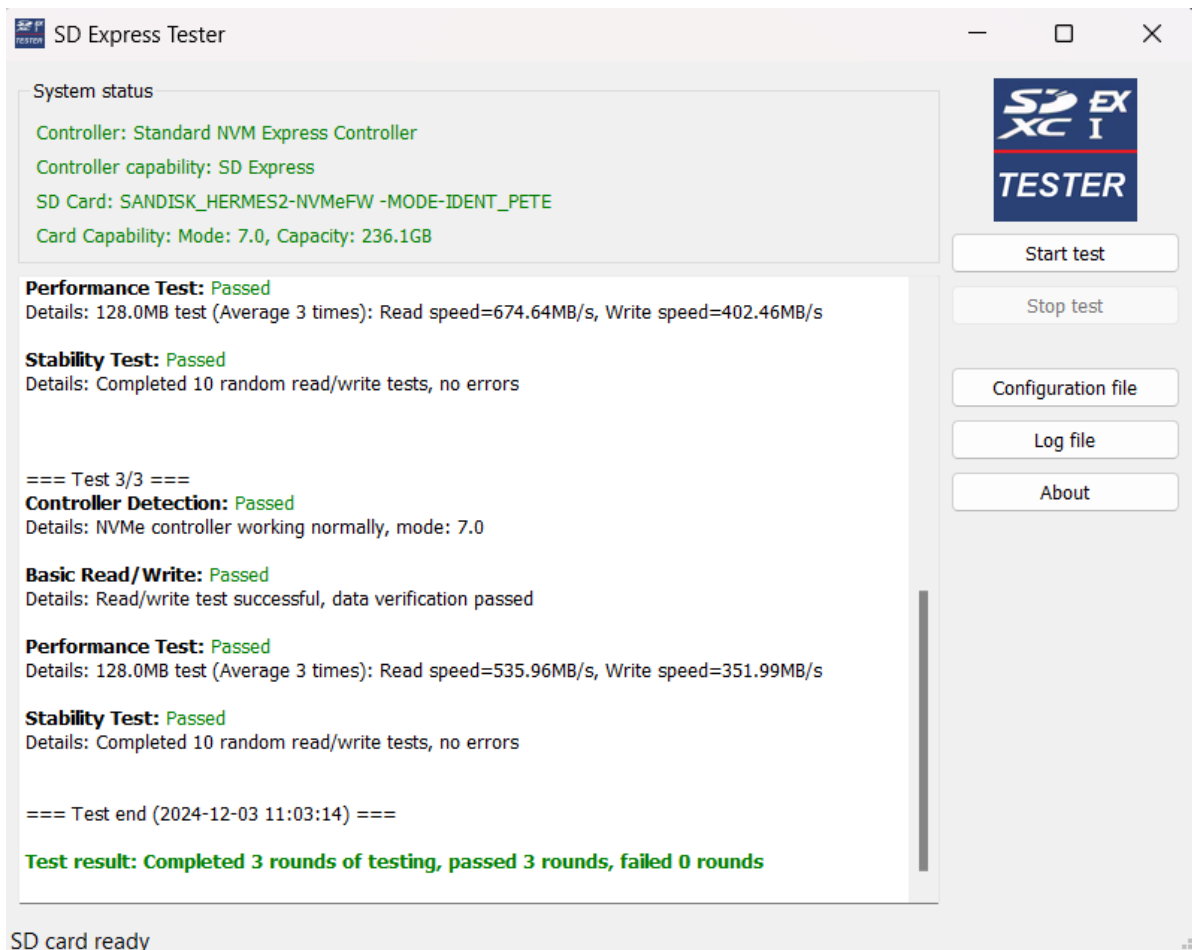 SD Express Tester
System status
Controller: Standard NVM Express Controller
Controller capability: SD Express
SD Card: SANDISK_HERMES2-NVMeFW -MODE-IDENT_PETE
Card Capability: Mode: 7.0, Capacity: 236.1GB
Performance Test: Passed
Details: 128.0MB test (Average 3 times): Read speed=674.64MB/s, Write speed=402.46MB/s
Stability Test: Passed
Details: Completed 10 random read/write tests, no errors
=== Test 3/3 ===
Controller Detection: Passed
Details: NVMe controller working normally, mode: 7.0
Basic Read/Write: Passed
Details: Read/write test successful, data verification passed
Performance Test: Passed
Details: 128.0MB test (Average 3 times): Read speed=535.96MB/s, Write speed=351.99MB/s
Stability Test: Passed
Details: Completed 10 random read/write tests, no errors
=== Test end (2024-12-03 11:03:14) ===
Test result: Completed 3 rounds of testing, passed 3 rounds, failed 0 rounds
SD EX
XC I
TESTER
Start test
Stop test
Configuration file
Log file
About
SD card ready